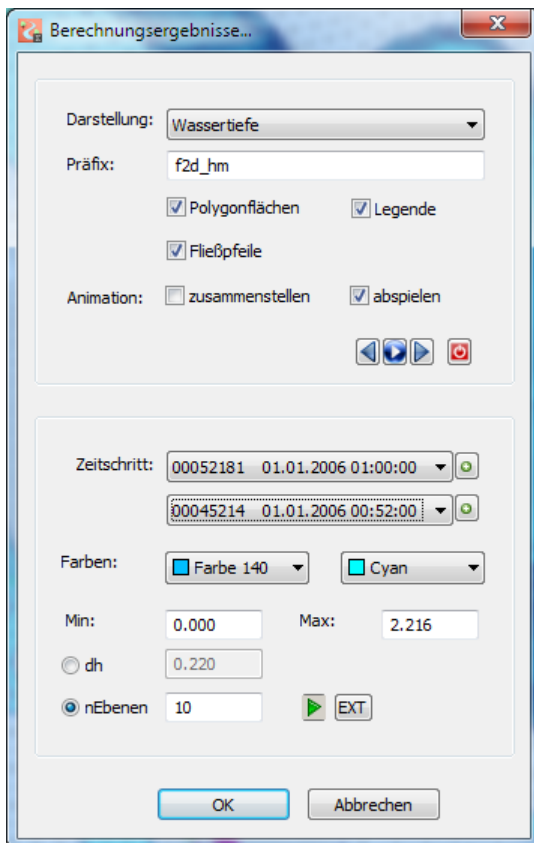 Berechnungsergebnisse...
Darstellung: Wassertiefe
Präfix: f2d_hm
Polygonflächen Legende
Fließpfeile
Animation: zusammenstellen abspielen
Zeitschritt: 00052181 01.01.2006 01:00:00
00045214 01.01.2006 00:52:00
Farben: Farbe 140 Cyan
Min: 0.000 Max: 2.216
dh 0.220
nEbenen 10 EXT
OK Abbrechen